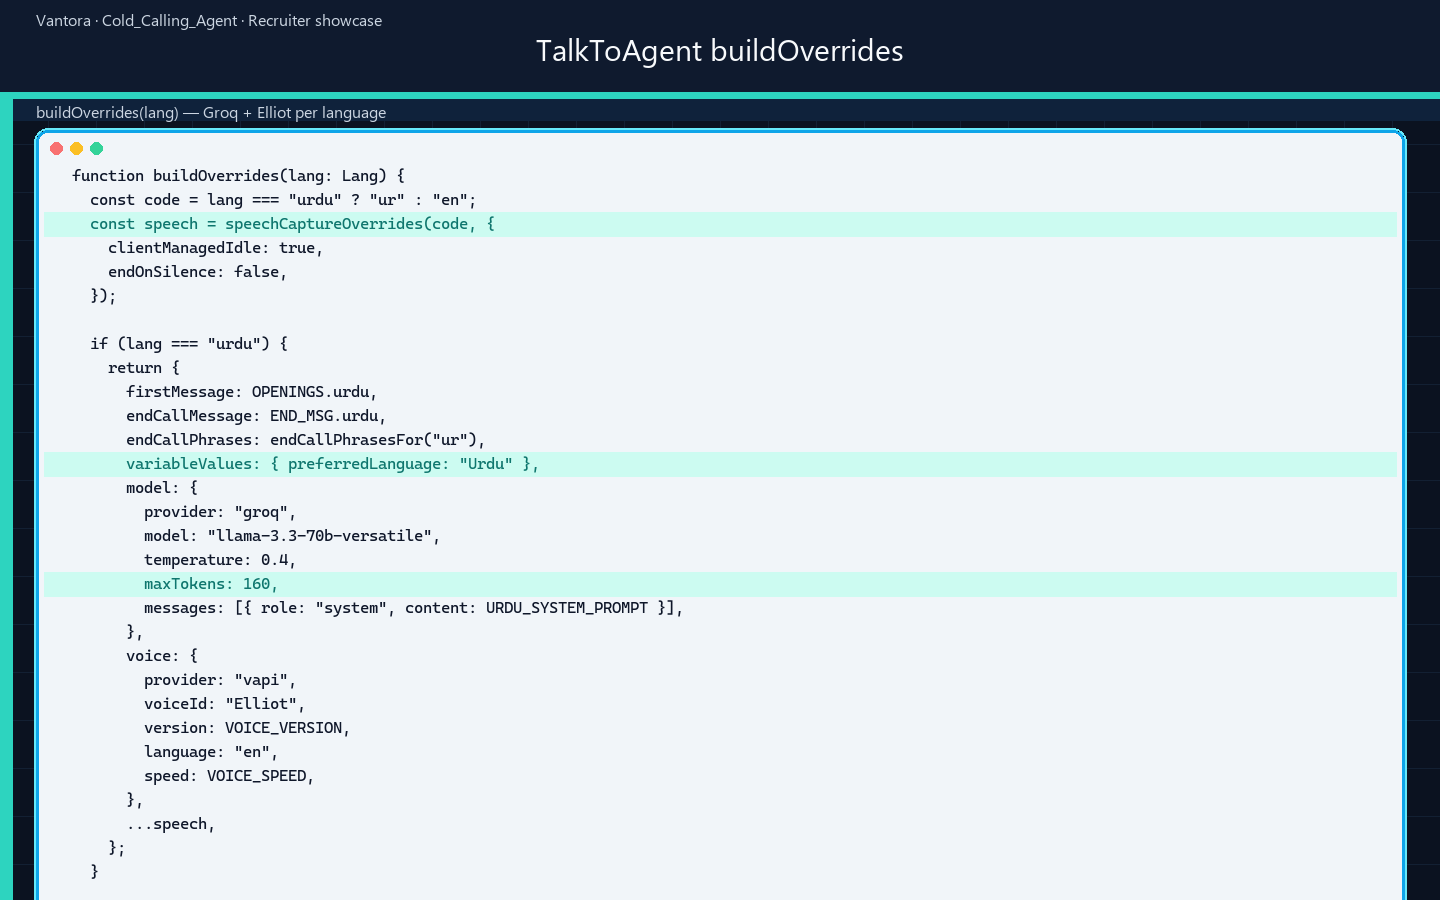 Vantora · Cold_Calling_Agent · Recruiter showcase
TalkToAgent buildOverrides
buildOverrides(lang) — Groq + Elliot per language
function buildOverrides(lang: Lang) {
  const code = lang === "urdu" ? "ur" : "en";
  const speech = speechCaptureOverrides(code, {
    clientManagedIdle: true,
    endOnSilence: false,
  });

  if (lang === "urdu") {
    return {
      firstMessage: OPENINGS.urdu,
      endCallMessage: END_MSG.urdu,
      endCallPhrases: endCallPhrasesFor("ur"),
      variableValues: { preferredLanguage: "Urdu" },
      model: {
        provider: "groq",
        model: "llama-3.3-70b-versatile",
        temperature: 0.4,
        maxTokens: 160,
        messages: [{ role: "system", content: URDU_SYSTEM_PROMPT }],
      },
      voice: {
        provider: "vapi",
        voiceId: "Elliot",
        version: VOICE_VERSION,
        language: "en",
        speed: VOICE_SPEED,
      },
      ...speech,
    };
  }